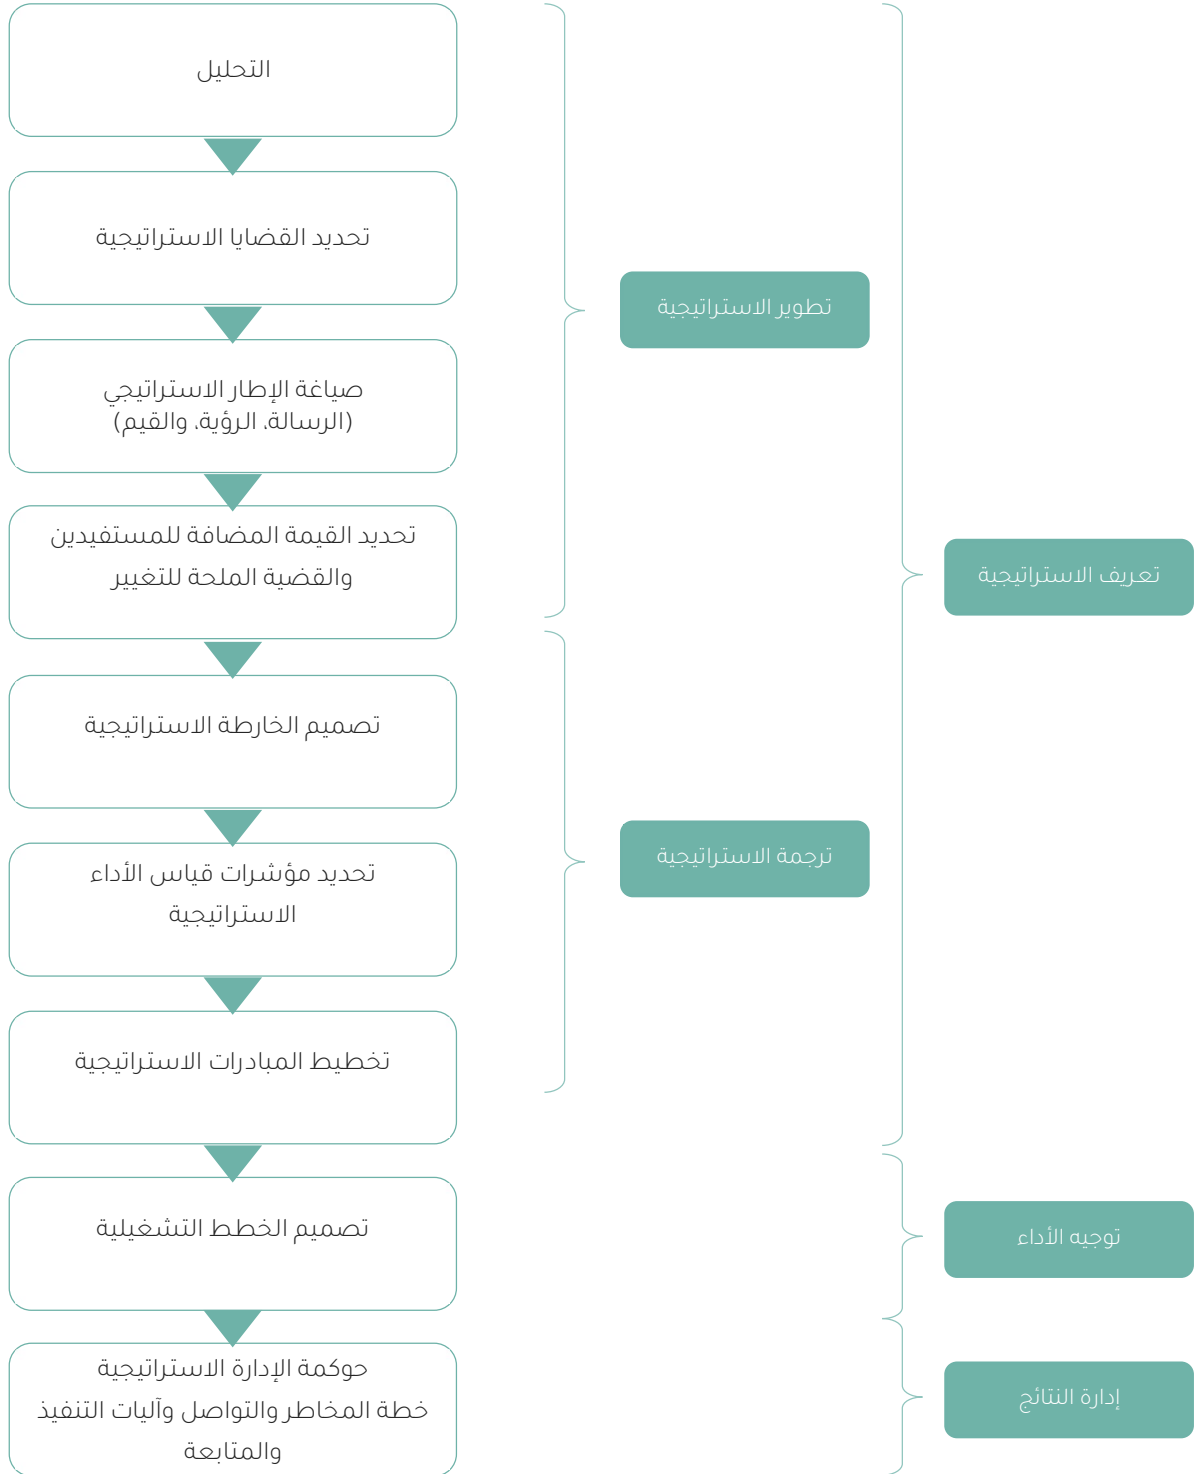 التحليل
تحديد القضايا الاستراتيجية
تطوير الاستراتيجية
صياغة الإطار الاستراتيجي
(الرسالة، الرؤية، والقيم)
تحديد القيمة المضافة للمستفيدين
والقضية الملحة للتغيير
تعريف الاستراتيجية
تصميم الخارطة الاستراتيجية
ترجمة الاستراتيجية
تحديد مؤشرات قياس الأداء
الاستراتيجية
تخطيط المبادرات الاستراتيجية
توجيه الأداء
تصميم الخطط التشغيلية
إدارة النتائج
حوكمة الإدارة الاستراتيجية
خطة المخاطر والتواصل وآليات التنفيذ
والمتابعة